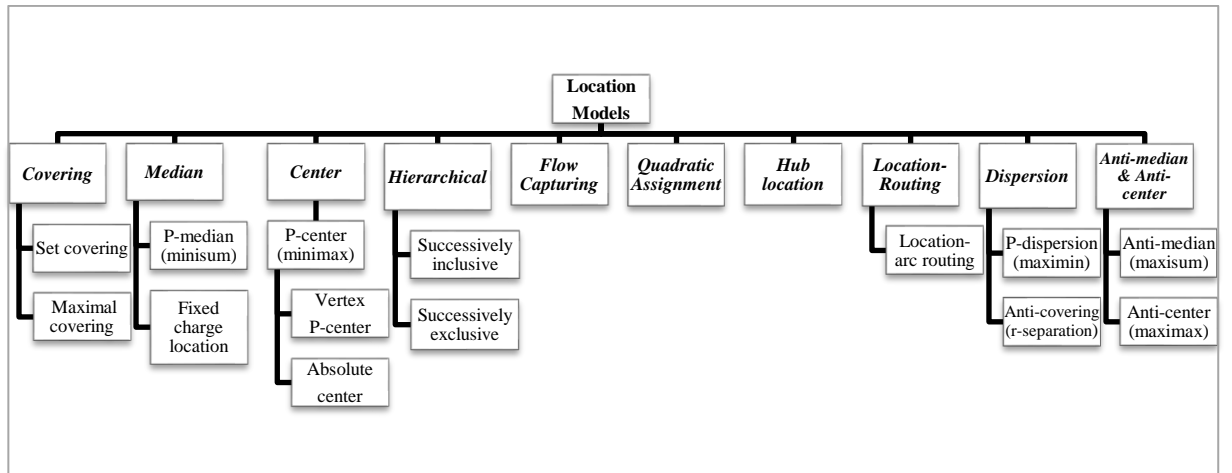 Location
Models
Covering
Median
Center
Hierarchical
Flow
Capturing
Quadratic
Assignment
Hub
location
Location-
Routing
Dispersion
Anti-median
& Anti-
center
Set covering
Maximal
covering
P-median
(minisum)
Fixed
charge
location
P-center
(minimax)
Vertex
P-center
Absolute
center
Successively
inclusive
Successively
exclusive
Location-
arc routing
P-dispersion
(maximin)
Anti-covering
(r-separation)
Anti-median
(maxisum)
Anti-center
(maximax)